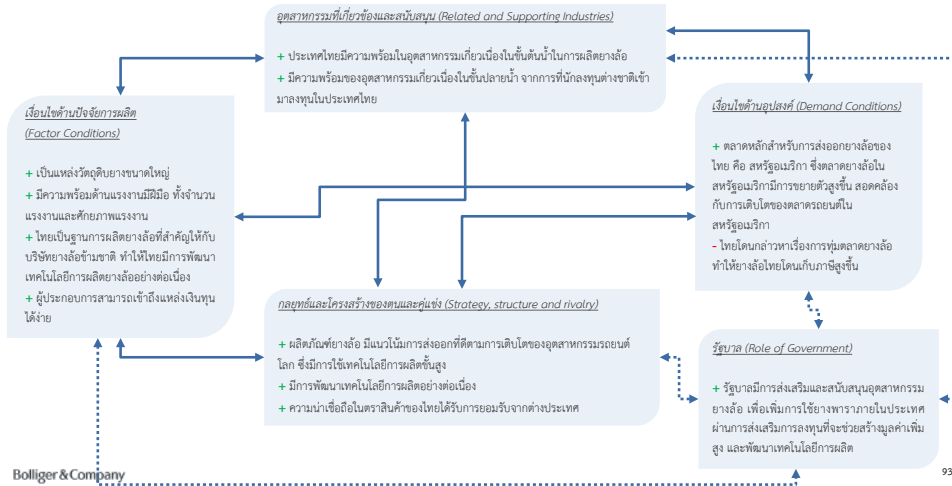 อุตสาหกรรมที่เกี่ยวข้องและสนับสนุน (Related and Supporting Industries)
+ ประเทศไทยมีความพร้อมในอุตสาหกรรมเกี่ยวเนื่องในขั้นต้นน้ำในการผลิตยางล้อ
+ มีความพร้อมของอุตสาหกรรมเกี่ยวเนื่องในขั้นปลายน้ำ จากการที่นักลงทุนต่างชาติเข้า
มาลงทุนในประเทศไทย
เงื่อนไขด้านปัจจัยการผลิต
(Factor Conditions)
+ เป็นแหล่งวัตถุดิบยางขนาดใหญ่
+ มีความพร้อมด้านแรงงานมีฝีมือ ทั้งจำนวน
แรงงานและศักยภาพแรงงาน
+ ไทยเป็นฐานการผลิตยางล้อที่สำคัญให้กับ
บริษัทยางล้อข้ามชาติ ทำให้ไทยมีการพัฒนา
เทคโนโลยีการผลิตยางล้ออย่างต่อเนื่อง
+ ผู้ประกอบการสามารถเข้าถึงแหล่งเงินทุน
ได้ง่าย
เงื่อนไขด้านอุปสงค์ (Demand Conditions)
+ ตลาดหลักสำหรับการส่งออกยางล้อของ
ไทย คือ สหรัฐอเมริกา ซึ่งตลาดยางล้อใน
สหรัฐอเมริกามีการขยายตัวสูงขึ้น สอดคล้อง
กับการเติบโตของตลาดรถยนต์ใน
สหรัฐอเมริกา
- ไทยโดนกล่าวหาเรื่องการทุ่มตลาดยางล้อ
ทำให้ยางล้อไทยโดนเก็บภาษีสูงขึ้น
กลยุทธ์และโครงสร้างของตนและคู่แข่ง (Strategy, structure and rivalry)
+ ผลิตภัณฑ์ยางล้อ มีแนวโน้มการส่งออกที่ดีตามการเติบโตของอุตสาหกรรมรถยนต์
โลก ซึ่งมีการใช้เทคโนโลยีการผลิตขั้นสูง
+ มีการพัฒนาเทคโนโลยีการผลิตอย่างต่อเนื่อง
+ ความน่าเชื่อถือในตราสินค้าของไทยได้รับการยอมรับจากต่างประเทศ
รัฐบาล (Role of Government)
+ รัฐบาลมีการส่งเสริมและสนับสนุนอุตสาหกรรม
ยางล้อ เพื่อเพิ่มการใช้ยางพาราภายในประเทศ
ผ่านการส่งเสริมการลงทุนที่จะช่วยสร้างมูลค่าเพิ่ม
สูง และพัฒนาเทคโนโลยีการผลิต
Bolliger & Company
93